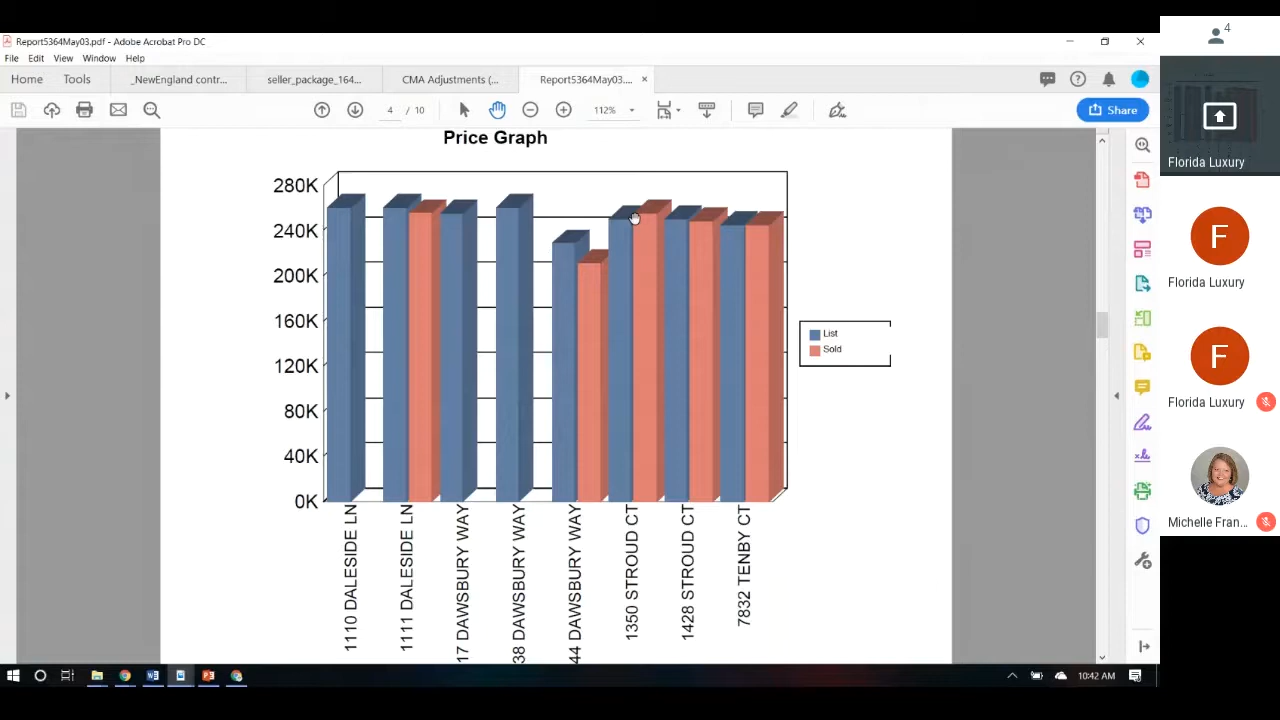 Report5364May03.pdf - Adobe Acrobat Pro DC
File Edit View Window Help
Home Tools _NewEngland contr... seller_package_164... CMA Adjustments (... Report5364May03.... ×
4 / 10 112% Share
Price Graph
280K
240K
200K
160K
120K
80K
40K
0K
1110 DALESIDE LN
1111 DALESIDE LN
17 DAWSBURY WAY
38 DAWSBURY WAY
44 DAWSBURY WAY
1350 STROUD CT
1428 STROUD CT
7832 TENBY CT
List
Sold
4
Florida Luxury
F
Florida Luxury
F
Florida Luxury
Michelle Fran...
10:42 AM